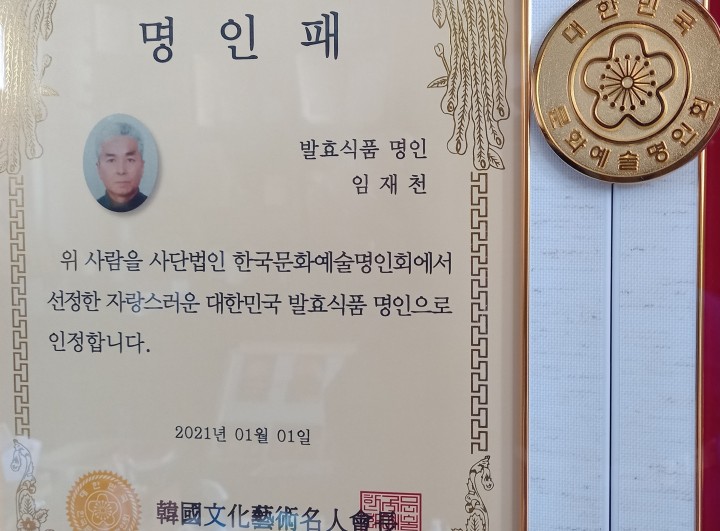 명인패
발효식품 명인
임재천
위 사람을 사단법인 한국문화예술명인회에서
선정한 자랑스러운 대한민국 발효식품 명인으로
인정합니다.
2021년 01월 01일
韓國文化藝術名人會長
대한민국
문화예술명인회